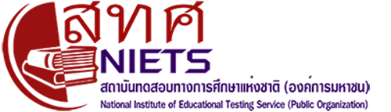 สทศ
NIETS
สถาบันทดสอบทางการศึกษาแห่งชาติ (องค์การมหาชน)
National Institute of Educational Testing Service (Public Organization)